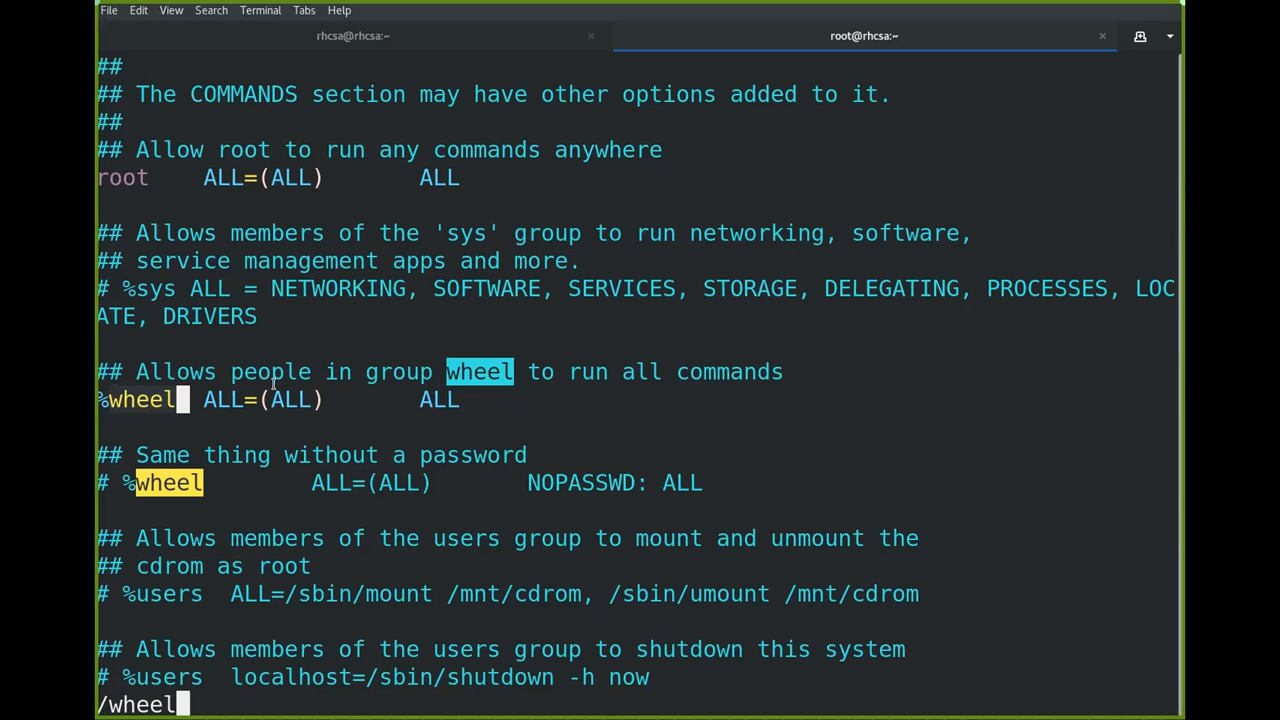 File Edit View Search Terminal Tabs Help
rhcsa@rhcsa:~ × root@rhcsa:~ ×
##
## The COMMANDS section may have other options added to it.
##
## Allow root to run any commands anywhere
root    ALL=(ALL)       ALL

## Allows members of the 'sys' group to run networking, software,
## service management apps and more.
# %sys ALL = NETWORKING, SOFTWARE, SERVICES, STORAGE, DELEGATING, PROCESSES, LOC
ATE, DRIVERS

## Allows people in group wheel to run all commands
%wheel  ALL=(ALL)       ALL

## Same thing without a password
# %wheel        ALL=(ALL)       NOPASSWD: ALL

## Allows members of the users group to mount and unmount the
## cdrom as root
# %users  ALL=/sbin/mount /mnt/cdrom, /sbin/umount /mnt/cdrom

## Allows members of the users group to shutdown this system
# %users  localhost=/sbin/shutdown -h now
/wheel